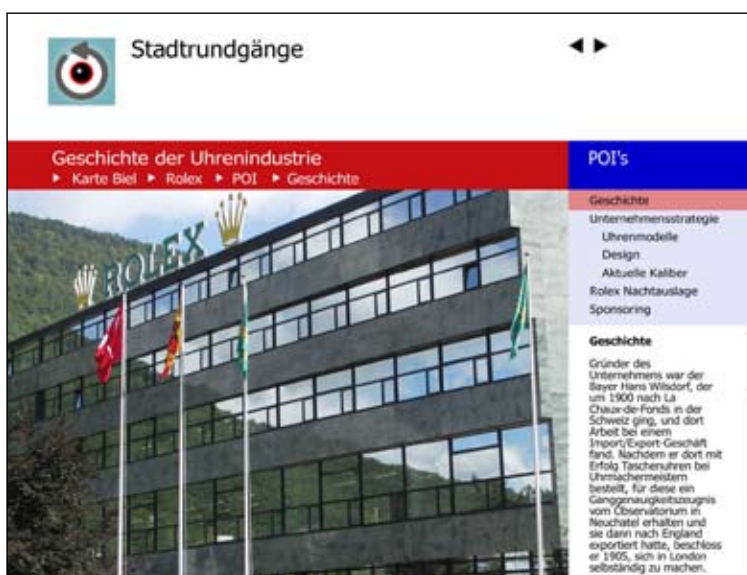 Stadtrundgänge
Geschichte der Uhrenindustrie
► Karte Biel ► Rolex ► POI ► Geschichte
POI's
ROLEX
Geschichte
Unternehmensstrategie
Uhrenmodelle
Design
Aktuelle Kaliber
Rolex Nachtauslage
Sponsoring
Geschichte
Gründer des
Unternehmens war der
Bayer Hans Wilsdorf, der
um 1900 nach La
Chaux-de-Fonds in der
Schweiz ging, und dort
Arbeit bei einem
Import/Export-Geschäft
fand. Nachdem er dort mit
Erfolg Taschenuhren bei
Uhrmachermeistern
bestellt, für diese ein
Ganggenauigkeitszeugnis
vom Observatorium in
Neuchatel erhalten und
sie dann nach England
exportiert hatte, beschloss
er 1905, sich in London
selbständig zu machen.